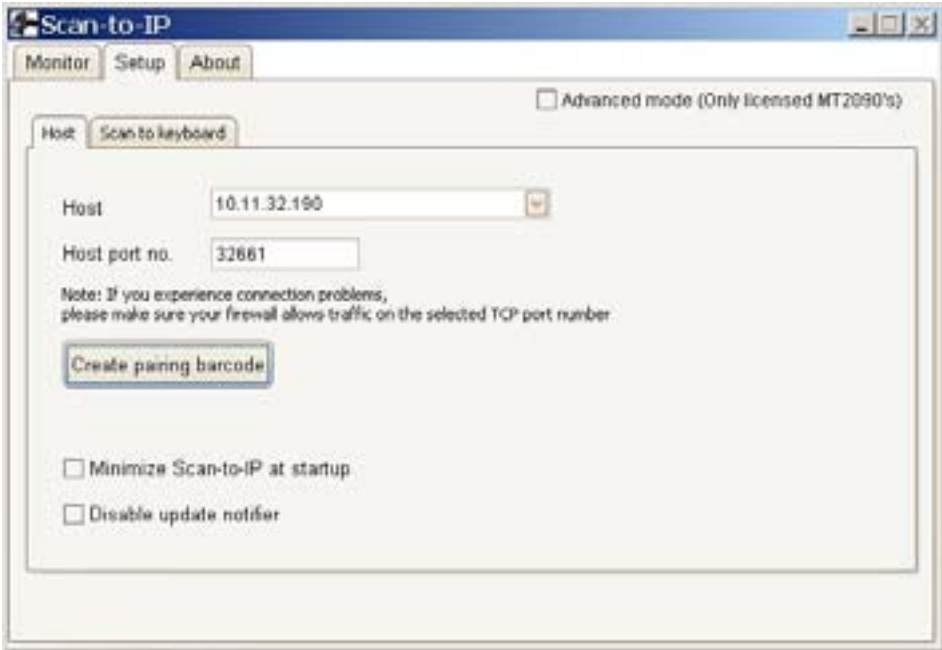 Scan-to-IP
Monitor Setup About
Advanced mode (Only licensed MT2090's)
Host Scan to keyboard
Host 10.11.32.190
Host port no. 32661
Note: If you experience connection problems,
please make sure your firewall allows traffic on the selected TCP port number
Create pairing barcode
Minimize Scan-to-IP at startup
Disable update notifier